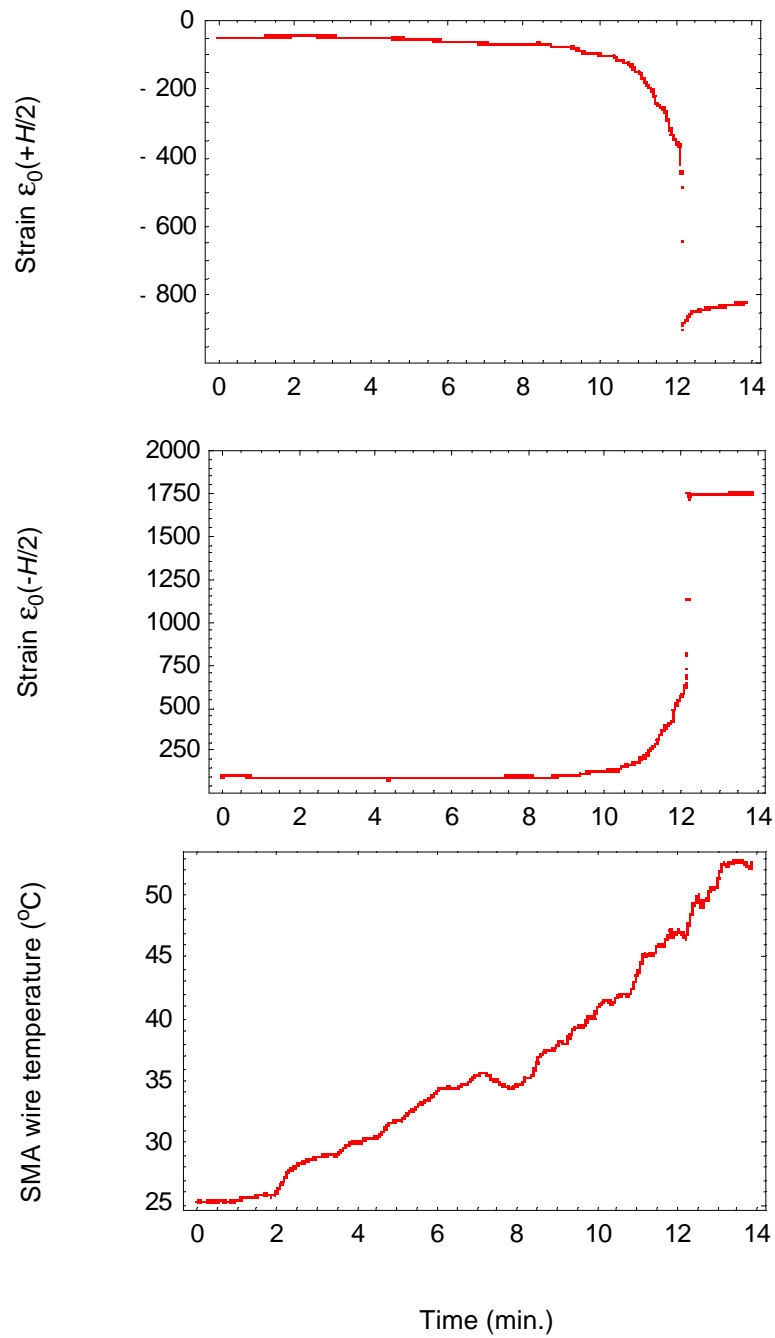 Strain ε0(+H/2)
0
- 200
- 400
- 600
- 800
0 2 4 6 8 10 12 14
Strain ε0(-H/2)
2000
1750
1500
1250
1000
750
500
250
0 2 4 6 8 10 12 14
SMA wire temperature (oC)
50
45
40
35
30
25
0 2 4 6 8 10 12 14
Time (min.)